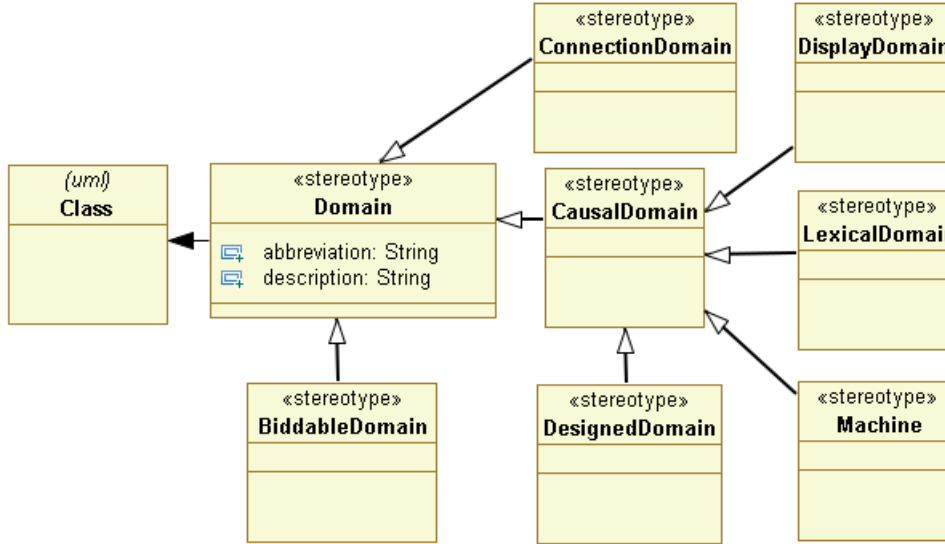 «stereotype»
ConnectionDomain
«stereotype»
DisplayDomain
(uml)
Class
«stereotype»
Domain
abbreviation: String
description: String
«stereotype»
CausalDomain
«stereotype»
LexicalDomain
«stereotype»
BiddableDomain
«stereotype»
DesignedDomain
«stereotype»
Machine